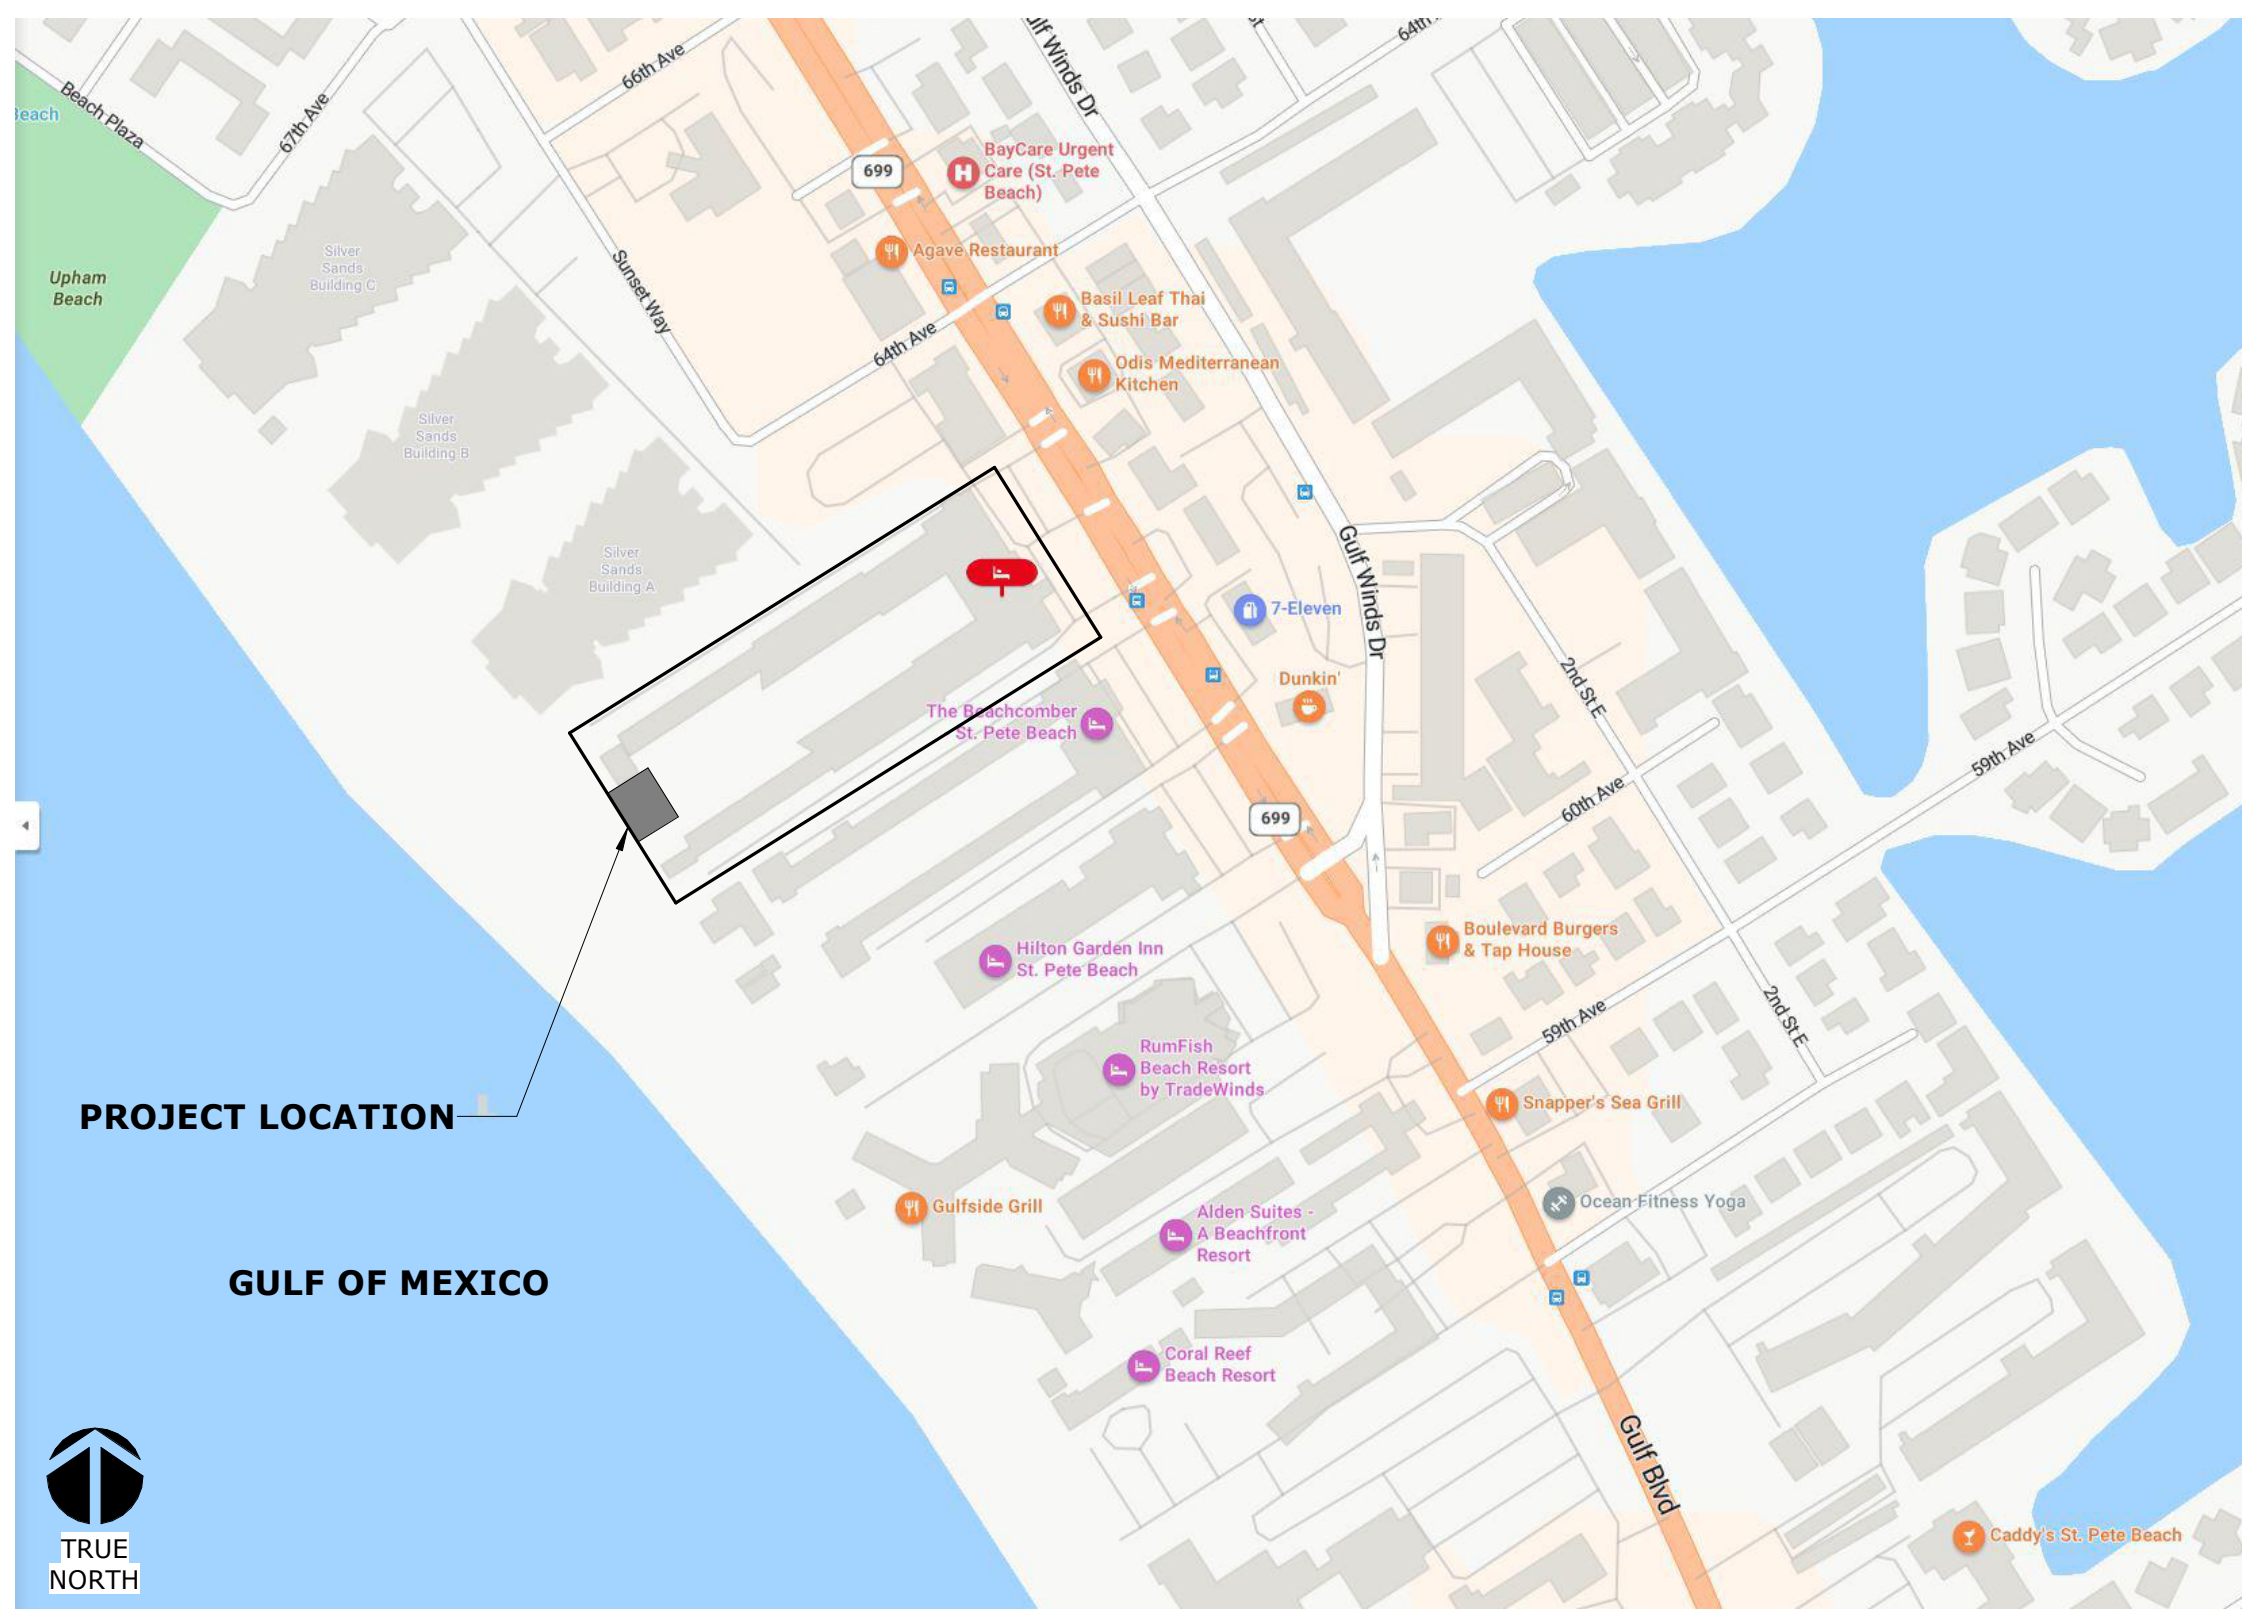 Beach Plaza
67th Ave
66th Ave
64th
Beach
Gulf Winds Dr
BayCare Urgent
Care (St. Pete
Beach)
699
Agave Restaurant
Silver
Sands
Building C
Upham
Beach
Sunset Way
Basil Leaf Thai
& Sushi Bar
64th Ave
Odis Mediterranean
Kitchen
Silver
Sands
Building B
Silver
Sands
Building A
Gulf Winds Dr
7-Eleven
Dunkin'
2nd St E
The Beachcomber
St. Pete Beach
59th Ave
60th Ave
699
Boulevard Burgers
& Tap House
Hilton Garden Inn
St. Pete Beach
59th Ave
2nd St E
RumFish
Beach Resort
by TradeWinds
Snapper's Sea Grill
PROJECT LOCATION
Gulfside Grill
Ocean Fitness Yoga
Alden Suites -
A Beachfront
Resort
GULF OF MEXICO
Coral Reef
Beach Resort
Gulf Blvd
Caddy's St. Pete Beach
TRUE
NORTH